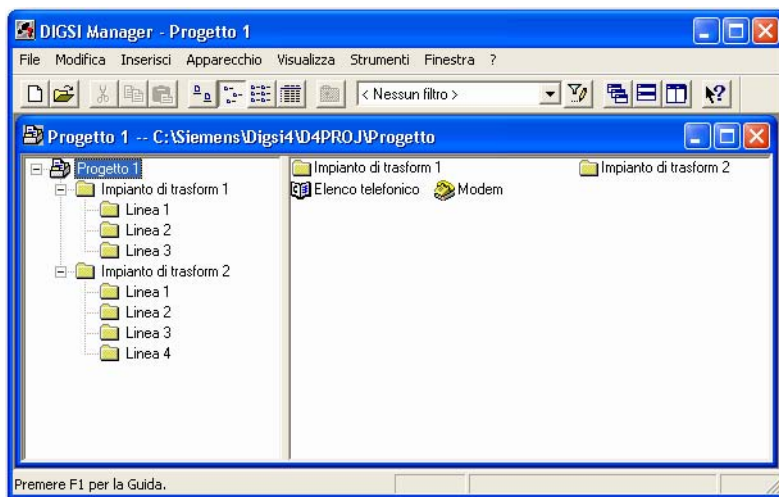 DIGSI Manager - Progetto 1
File Modifica Inserisci Apparecchio Visualizza Strumenti Finestra ?
< Nessun filtro >
Progetto 1 -- C:\Siemens\Digsi4\D4PROJ\Progetto
Progetto 1
Impianto di trasform 1
Linea 1
Linea 2
Linea 3
Impianto di trasform 2
Linea 1
Linea 2
Linea 3
Linea 4
Impianto di trasform 1 Impianto di trasform 2
Elenco telefonico Modem
Premere F1 per la Guida.